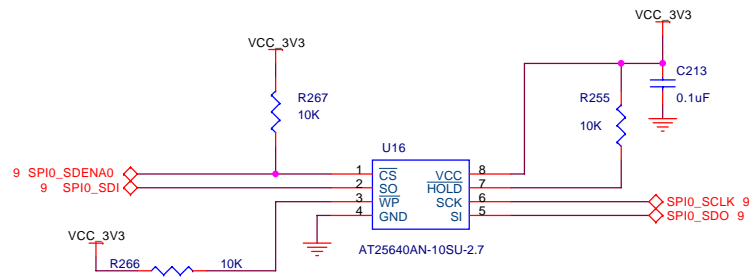 VCC_3V3
VCC_3V3
C213
0.1uF
R267
10K
R255
10K
U16
9 SPI0_SDENA0
9 SPI0_SDI
1 CS VCC 8
2 SO HOLD 7
3 WP SCK 6
4 GND SI 5
SPI0_SCLK 9
SPI0_SDO 9
AT25640AN-10SU-2.7
VCC_3V3
R266 10K